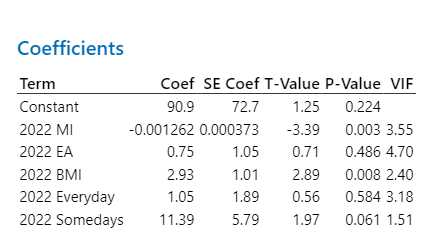 Coefficients
Term Coef SE Coef T-Value P-Value VIF
Constant 90.9 72.7 1.25 0.224
2022 MI -0.001262 0.000373 -3.39 0.003 3.55
2022 EA 0.75 1.05 0.71 0.486 4.70
2022 BMI 2.93 1.01 2.89 0.008 2.40
2022 Everyday 1.05 1.89 0.56 0.584 3.18
2022 Somedays 11.39 5.79 1.97 0.061 1.51